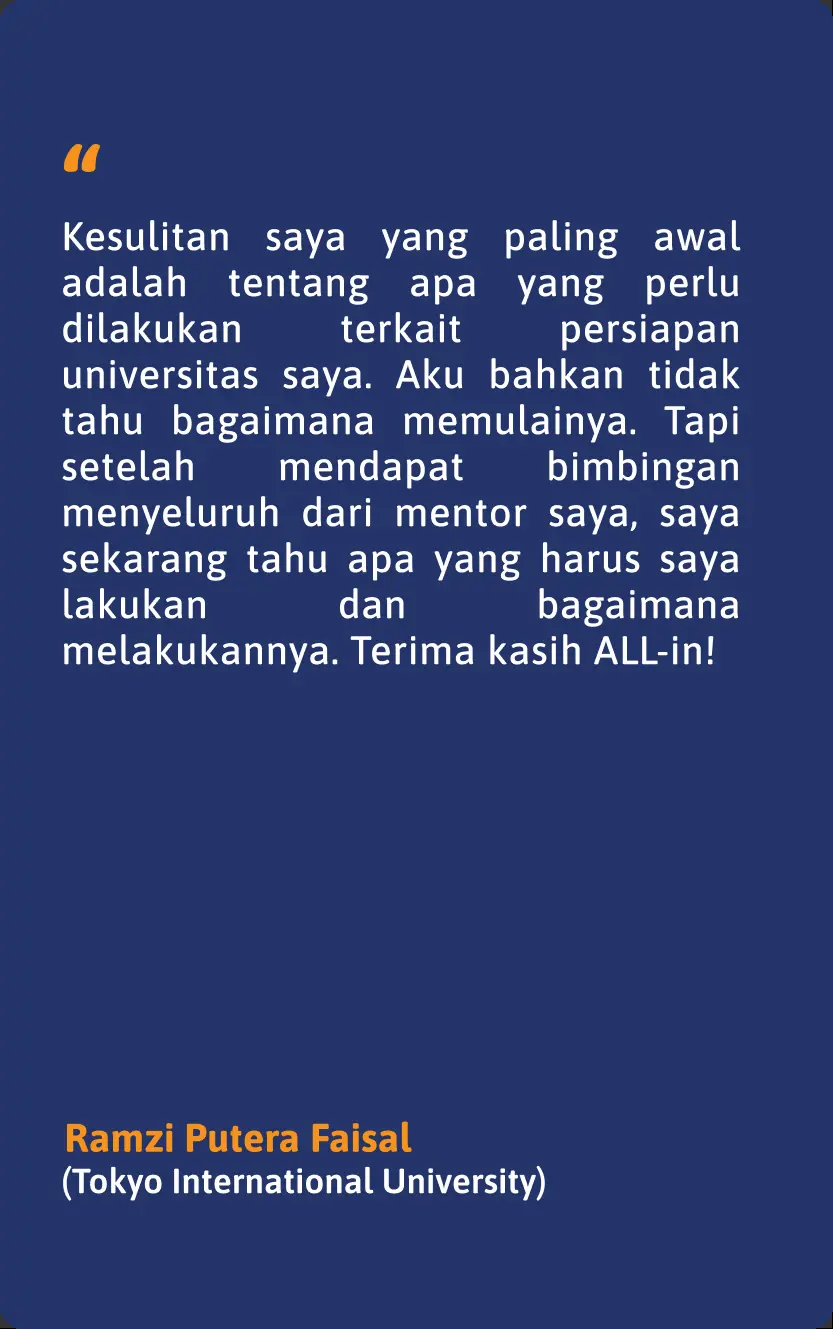 “
Kesulitan saya yang paling awal
adalah tentang apa yang perlu
dilakukan terkait persiapan
universitas saya. Aku bahkan tidak
tahu bagaimana memulainya. Tapi
setelah mendapat bimbingan
menyeluruh dari mentor saya, saya
sekarang tahu apa yang harus saya
lakukan dan bagaimana
melakukannya. Terima kasih ALL-in!
Ramzi Putera Faisal
(Tokyo International University)